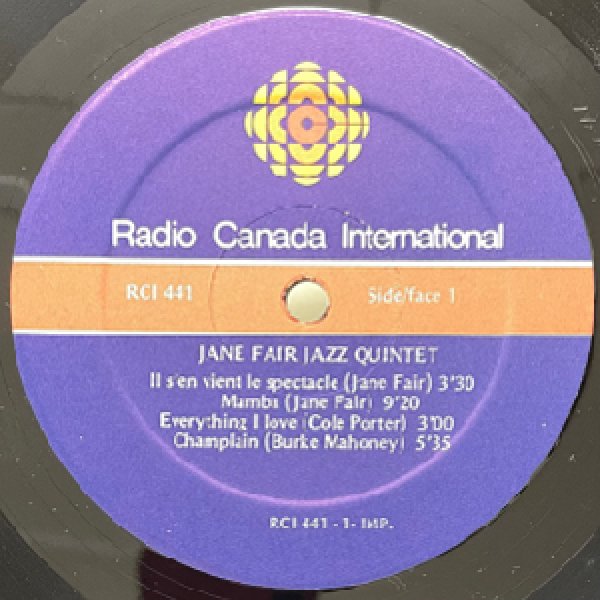 Radio Canada International
RCI 441 Side/face 1
JANE FAIR JAZZ QUINTET
Il s'en vient le spectacle (Jane Fair) 3'30
Mamba (Jane Fair) 9'20
Everything I love (Cole Porter) 3'00
Champlain (Burke Mahoney) 5'35
RCI 441 - 1- IMP.